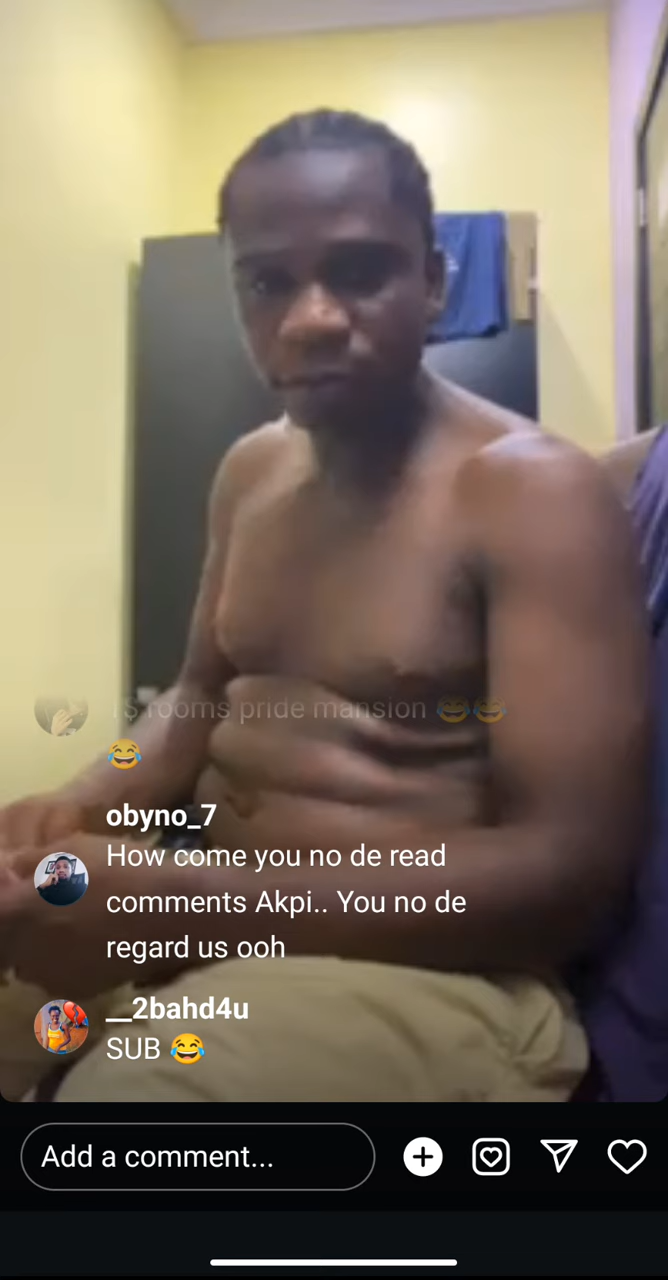 rooms pride mansion 😂😂
😂
obyno_7
How come you no de read
comments Akpi.. You no de
regard us ooh
__2bahd4u
SUB 😂
Add a comment...